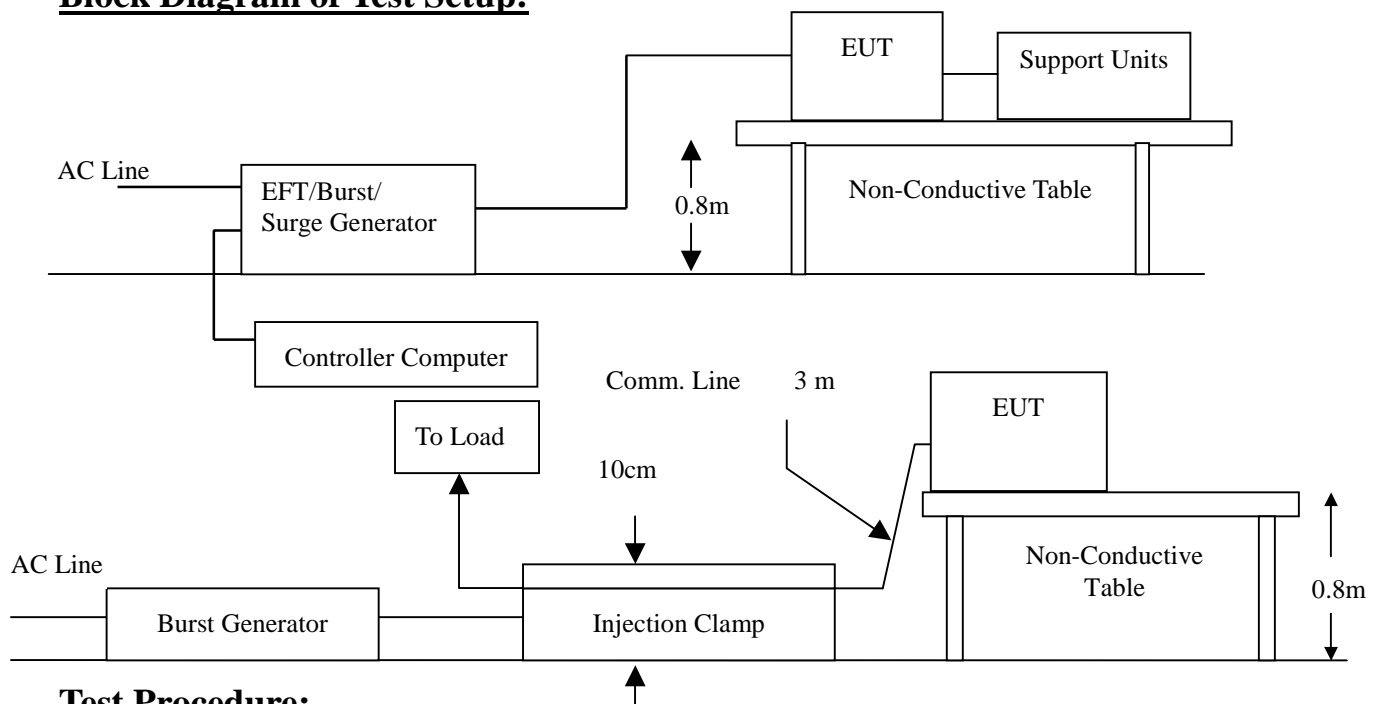 Block Diagram of Test Setup:
EUT
Support Units
AC Line
EFT/Burst/
Surge Generator
0.8m
Non-Conductive Table
Controller Computer
Comm. Line 3 m
EUT
To Load
10cm
AC Line
Non-Conductive
Table
0.8m
Burst Generator
Injection Clamp
Test Procedure: